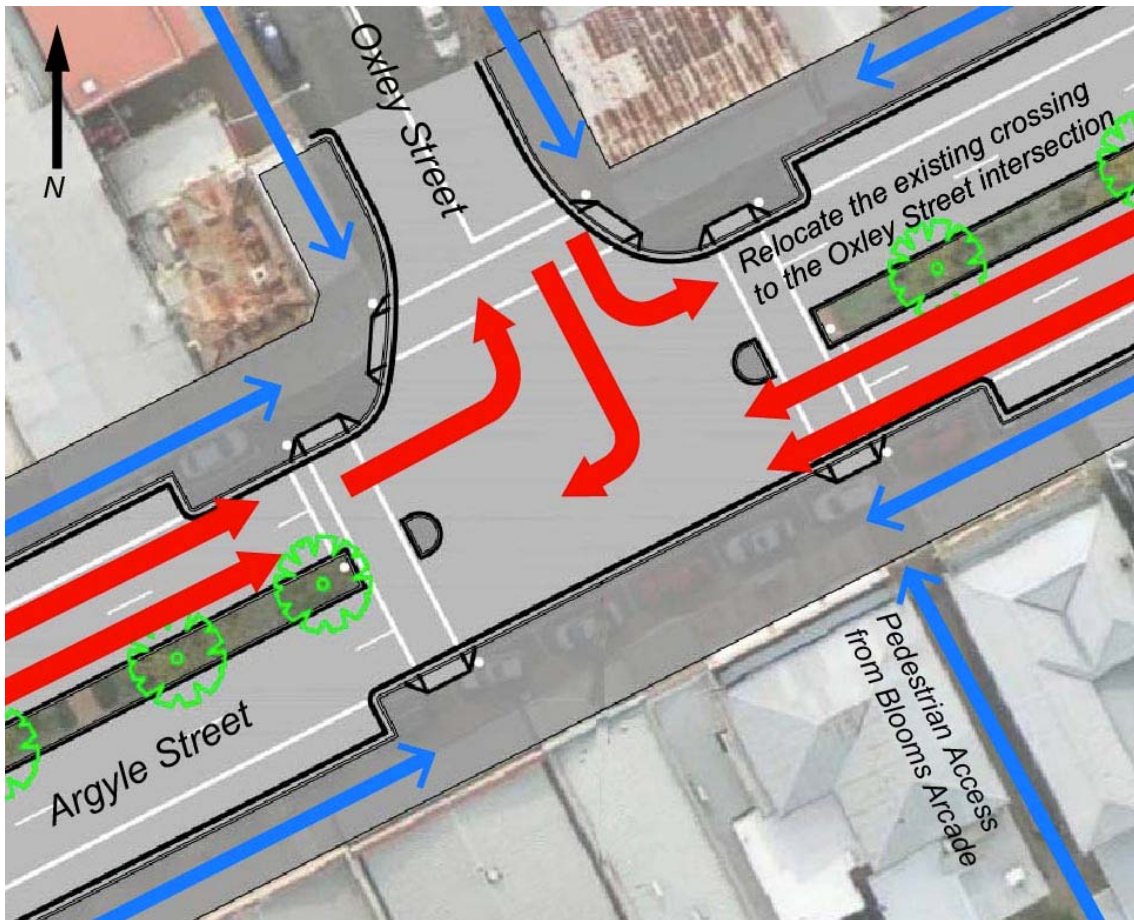 N
Oxley Street
Relocate the existing crossing
to the Oxley Street intersection
Argyle Street
Pedestrian Access
from Blooms Arcade